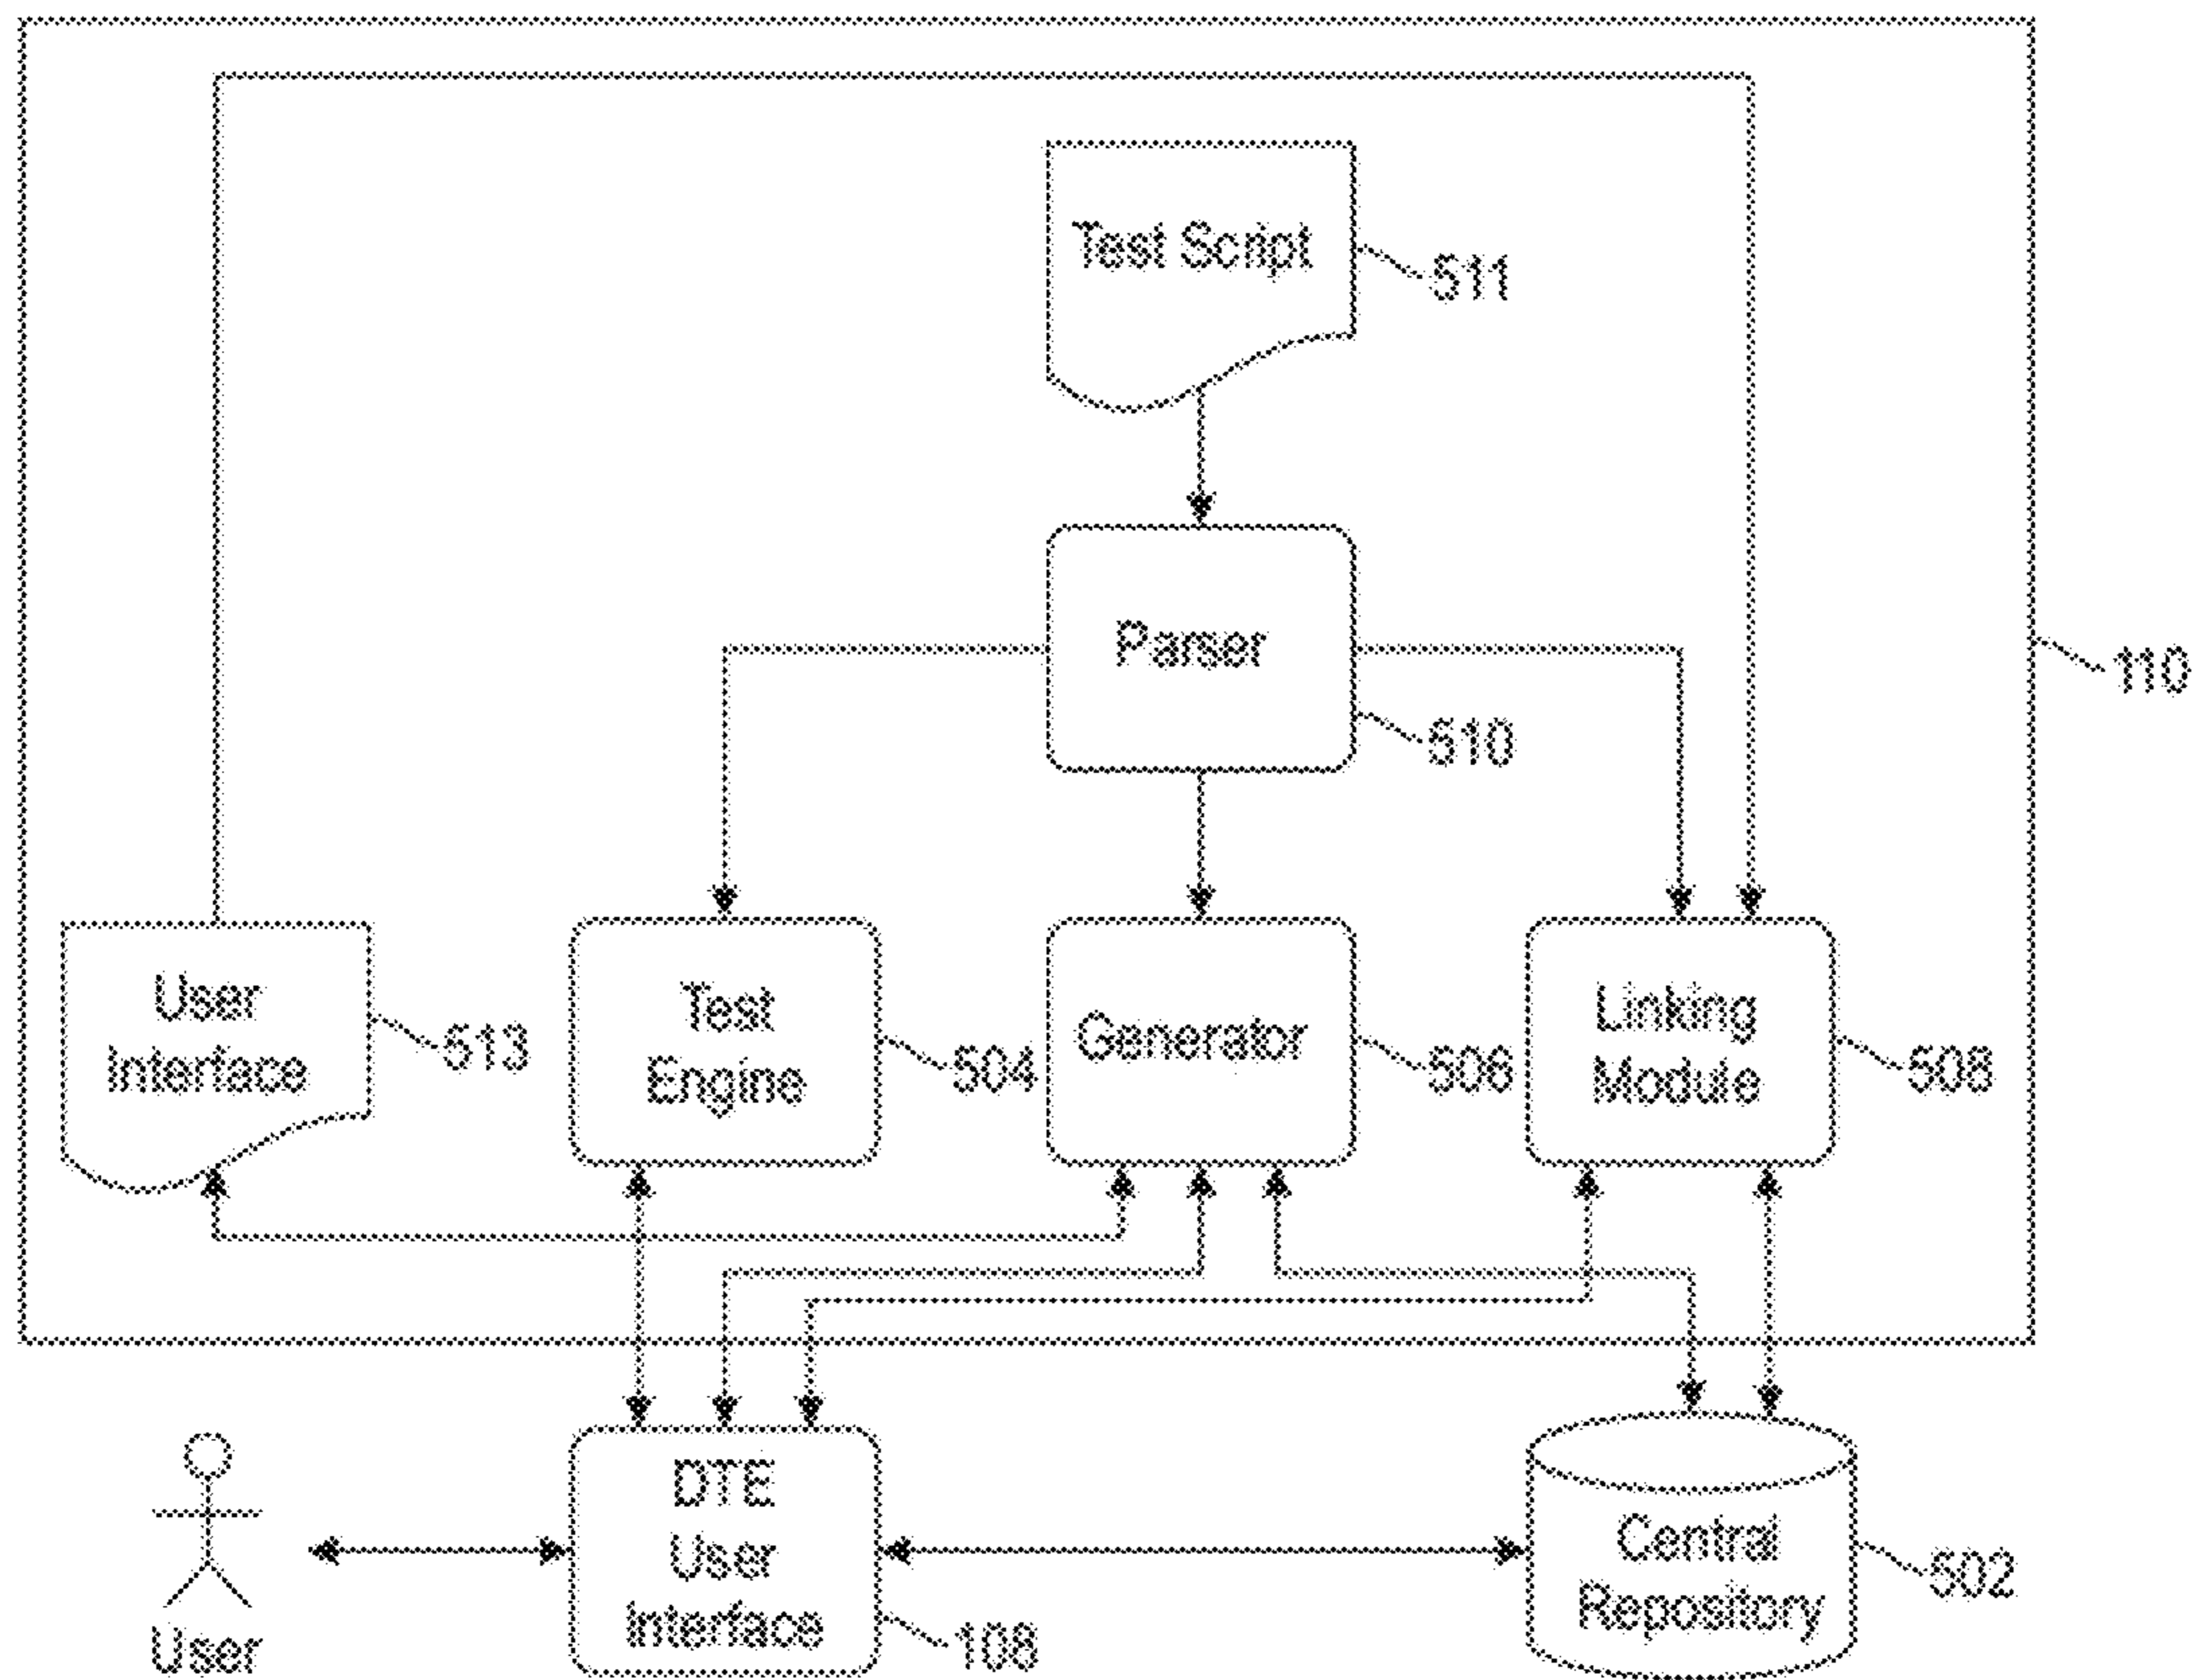 Test Script
511
Parser
110
510
User
Interface
513
Test
Engine
504
Generator
506
Linking
Module
508
DTE
User
Interface
108
Central
Repository
502
User